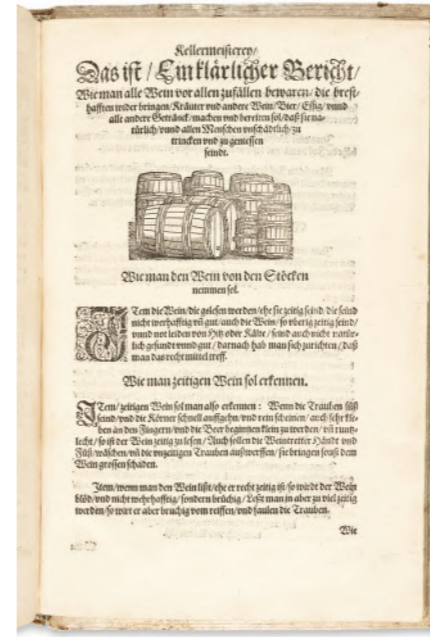 Kellermeisterey/
Das ist / Ein klärlicher Bericht/
Wie man alle Wein vor allen zufällen bewaren/ die brest-
hafften wider bringen/ Kräuter vnd andere Wein/ Bier/ Essig/ vnnd
alle andere Getränck/ machen vnd bereiten sol/ daß sie na-
türlich/ vnnd allen Menschen vnschädtlich/ zu
trincken vnd zu geniessen
seindt.
Wie man den Wein von den Stöcken
nemmen sol.
ITem die Wein/ die gelesen werden/ ehe sie zeitig seind/ die seind
nicht werhafftig vñ gut/ auch die Wein/ so vberig zeitig seind/
vnnd not leiden von Hitz oder Kälte/ seind auch nicht natür-
lich gesundt vnnd gut/ darnach hab man sich zurichten/ daß
man das recht mittel treff.
Wie man zeitigen Wein sol erkennen.
ITem/ zeitigen Wein sol man also erkennen: Wenn die Trauben süß
seind/ vnd die Körner schnell auffgehn/ vnd rein scheinen/ auch sehr kle-
ben an den Fingern/ vnd die Beer beginnen klein zu werden/ vñ runtz-
lecht/ so ist der Wein zeitig zu lesen/ Auch sollen die Weintretter Händt vnd
Füß/ wäschen/ vñ die vnzeitigen Trauben außwerffen/ sie bringen sonst dem
Wein grossen schaden.
Item/ wenn man den Wein list/ ehe er recht zeitig ist/ so wirdt der Wein
blöd/ vnd nicht wehrhafftig/ sondern brüchig/ Leßt man in aber zu viel zeitig
werden/ so wirt er aber bruchig vom reiffen/ vnd faulen die Trauben.
Wie